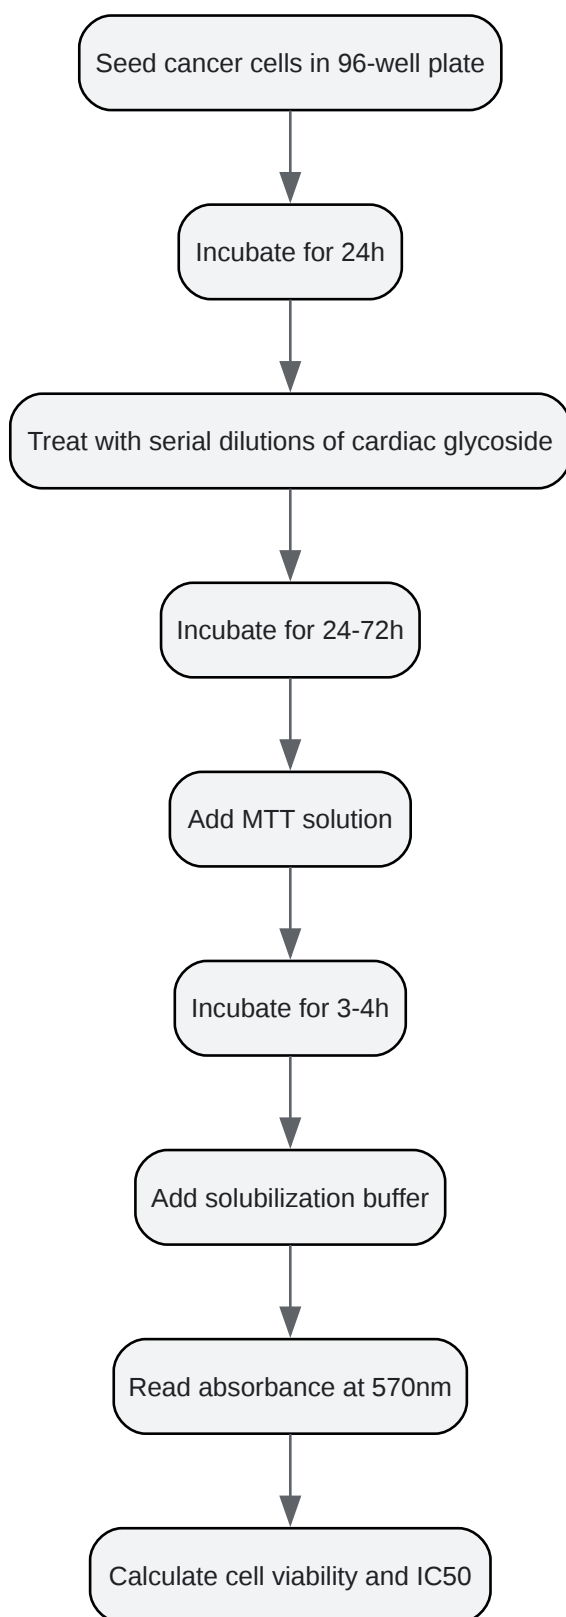 Seed cancer cells in 96-well plate
Incubate for 24h
Treat with serial dilutions of cardiac glycoside
Incubate for 24-72h
Add MTT solution
Incubate for 3-4h
Add solubilization buffer
Read absorbance at 570nm
Calculate cell viability and IC50